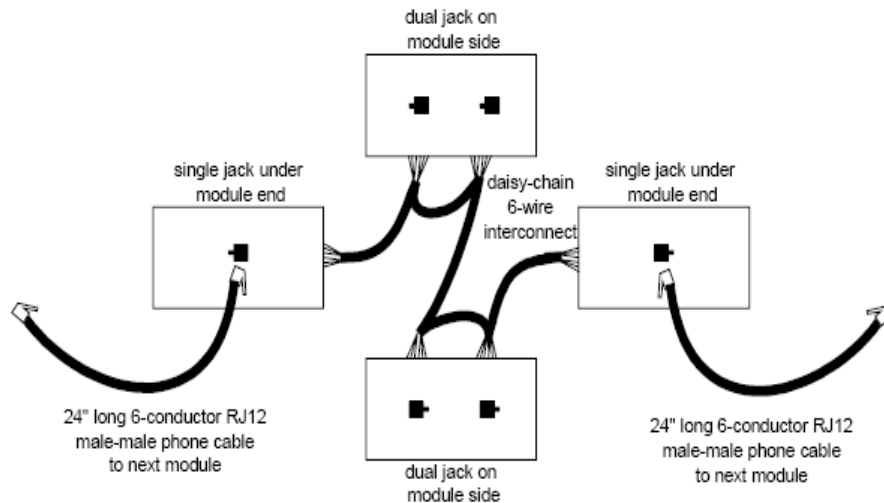 dual jack on
module side
single jack under
module end
daisy-chain
6-wire
interconnect
single jack under
module end
24" long 6-conductor RJ12
male-male phone cable
to next module
dual jack on
module side
24" long 6-conductor RJ12
male-male phone cable
to next module